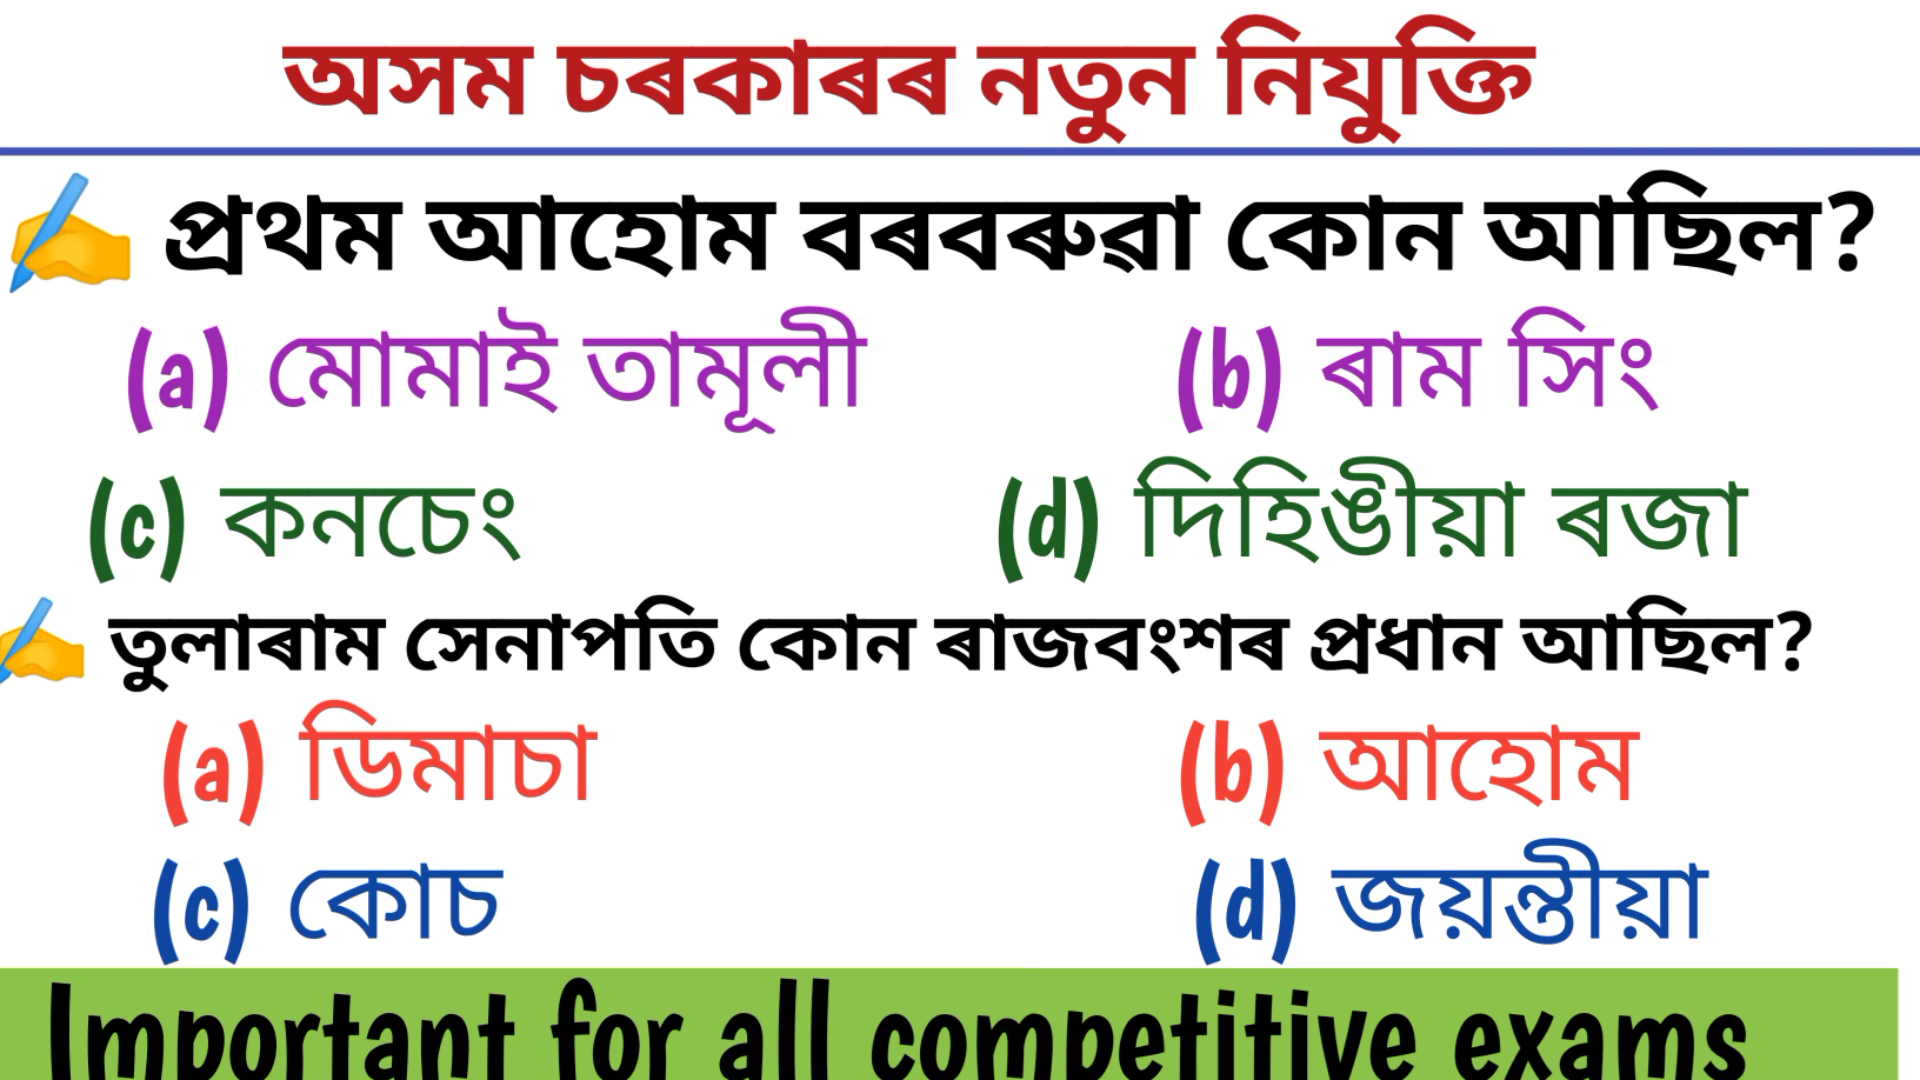 অসম চৰকাৰৰ নতুন নিযুক্তি
প্ৰথম আহোম বৰবৰুৱা কোন আছিল?
(a) মোমাই তামূলী (b) ৰাম সিং
(c) কনচেং (d) দিহিঙীয়া ৰজা
তুলাৰাম সেনাপতি কোন ৰাজবংশৰ প্ৰধান আছিল?
(a) ডিমাচা (b) আহোম
(c) কোচ (d) জয়ন্তীয়া
Important for all competitive exams